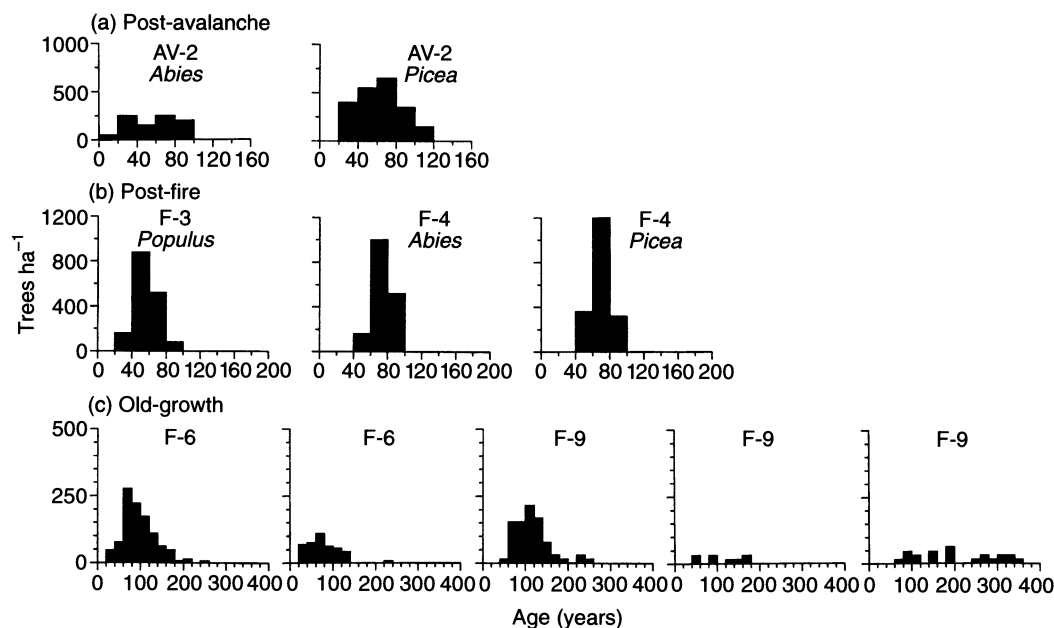 (a) Post-avalanche
1000
500
0
AV-2
Abies
AV-2
Picea
0 40 80 120 160
0 40 80 120 160
(b) Post-fire
Trees ha⁻¹
1200
800
400
0
F-3
Populus
F-4
Abies
F-4
Picea
0 40 80 120 160 200
0 40 80 120 160 200
0 40 80 120 160 200
(c) Old-growth
500
250
0
F-6
F-6
F-9
F-9
F-9
0 100 200 300 400
0 100 200 300 400
0 100 200 300 400
0 100 200 300 400
0 100 200 300 400
Age (years)